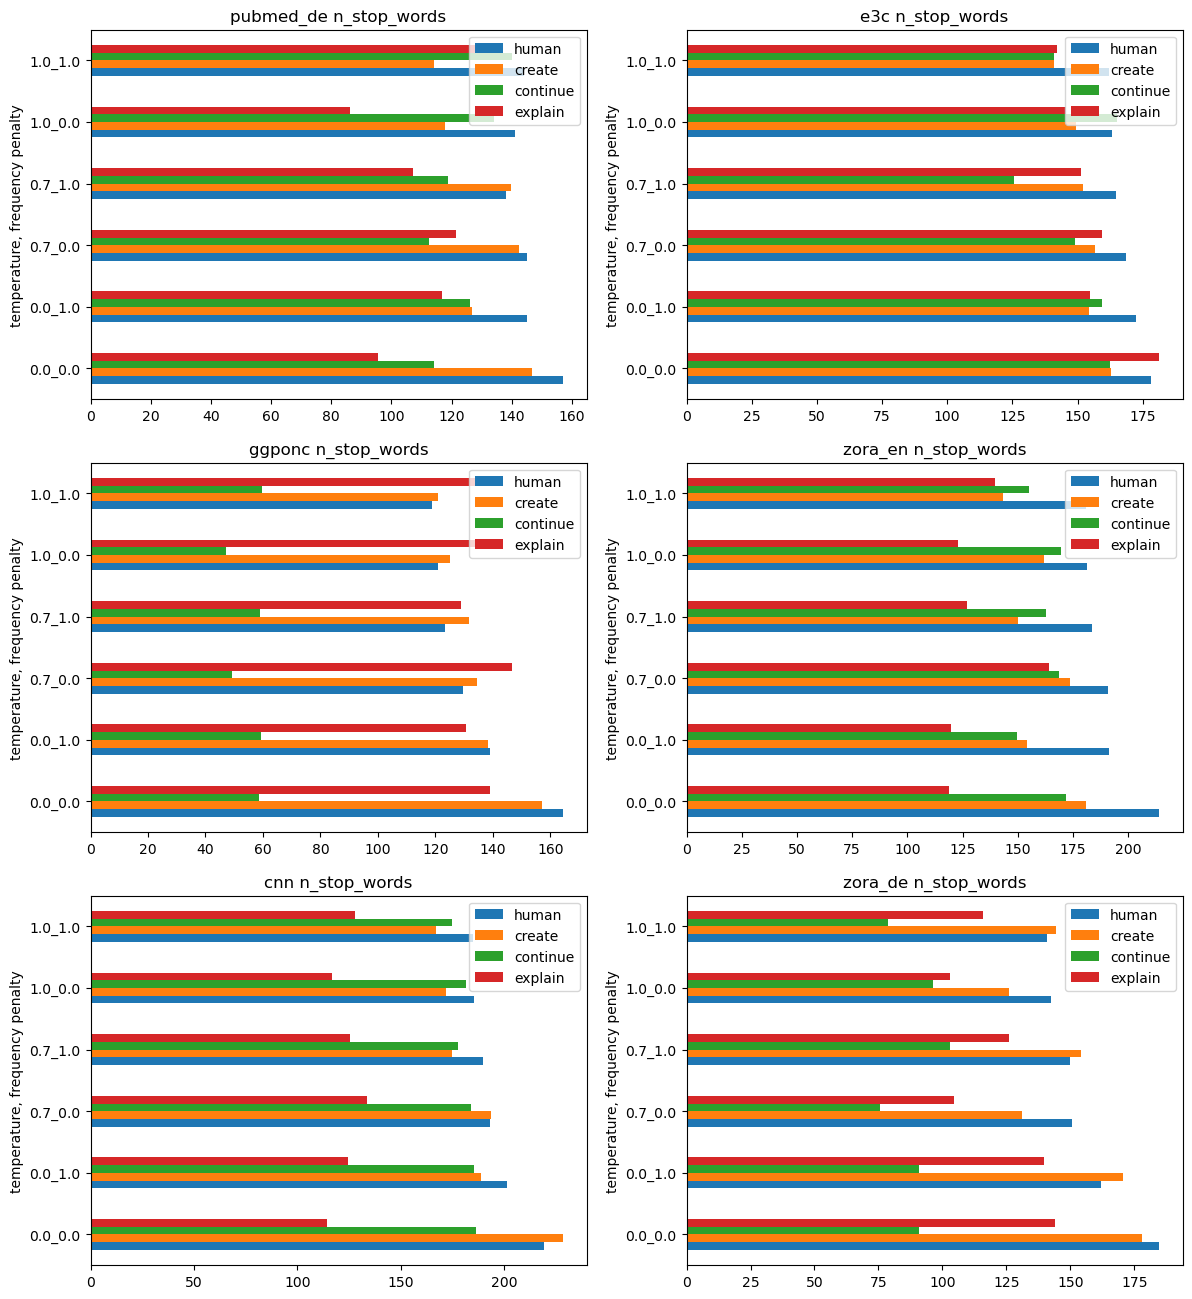 pubmed_de n_stop_words
temperature, frequency penalty
1.0_1.0
1.0_0.0
0.7_1.0
0.7_0.0
0.0_1.0
0.0_0.0
0 20 40 60 80 100 120 140 160
human
create
continue
explain
e3c n_stop_words
temperature, frequency penalty
1.0_1.0
1.0_0.0
0.7_1.0
0.7_0.0
0.0_1.0
0.0_0.0
0 25 50 75 100 125 150 175
human
create
continue
explain
ggponc n_stop_words
temperature, frequency penalty
1.0_1.0
1.0_0.0
0.7_1.0
0.7_0.0
0.0_1.0
0.0_0.0
0 20 40 60 80 100 120 140 160
human
create
continue
explain
zora_en n_stop_words
temperature, frequency penalty
1.0_1.0
1.0_0.0
0.7_1.0
0.7_0.0
0.0_1.0
0.0_0.0
0 25 50 75 100 125 150 175 200
human
create
continue
explain
cnn n_stop_words
temperature, frequency penalty
1.0_1.0
1.0_0.0
0.7_1.0
0.7_0.0
0.0_1.0
0.0_0.0
0 50 100 150 200
human
create
continue
explain
zora_de n_stop_words
temperature, frequency penalty
1.0_1.0
1.0_0.0
0.7_1.0
0.7_0.0
0.0_1.0
0.0_0.0
0 25 50 75 100 125 150 175
human
create
continue
explain